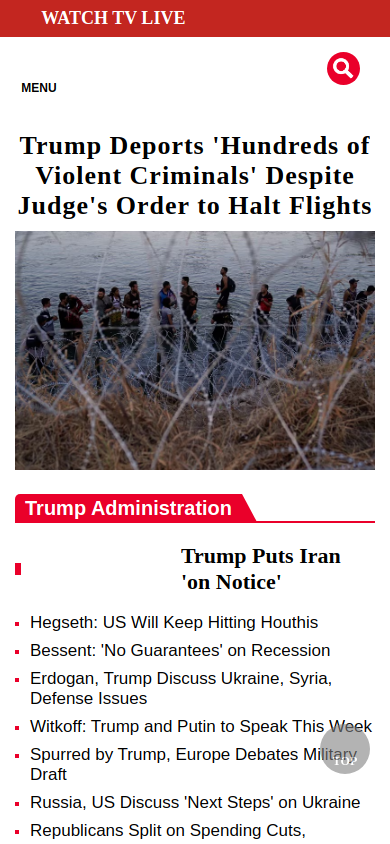 WATCH TV LIVE
MENU
Trump Deports 'Hundreds of
Violent Criminals' Despite
Judge's Order to Halt Flights
Trump Administration
Trump Puts Iran
'on Notice'
Hegseth: US Will Keep Hitting Houthis
Bessent: 'No Guarantees' on Recession
Erdogan, Trump Discuss Ukraine, Syria,
Defense Issues
Witkoff: Trump and Putin to Speak This Week
Spurred by Trump, Europe Debates Military
Draft
TOP
Russia, US Discuss 'Next Steps' on Ukraine
Republicans Split on Spending Cuts,